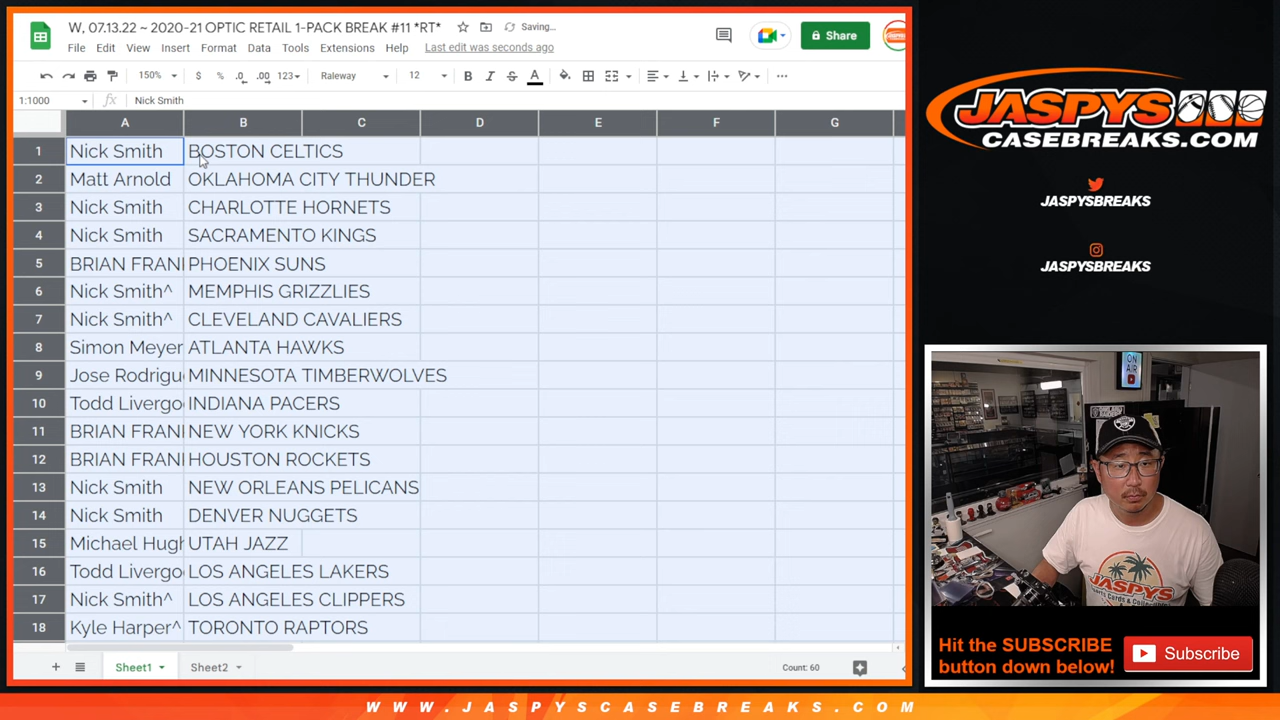 W, 07.13.22 ~ 2020-21 OPTIC RETAIL 1-PACK BREAK #11 *RT*
Saving...
File Edit View Insert Format Data Tools Extensions Help Last edit was seconds ago
Share
150% $ % .0 .00 123 Raleway 12 B I S A
1:1000 fx Nick Smith
A B C D E F G
1 Nick Smith BOSTON CELTICS
2 Matt Arnold OKLAHOMA CITY THUNDER
3 Nick Smith CHARLOTTE HORNETS
4 Nick Smith SACRAMENTO KINGS
5 BRIAN FRAN PHOENIX SUNS
6 Nick Smith^ MEMPHIS GRIZZLIES
7 Nick Smith^ CLEVELAND CAVALIERS
8 Simon Meyer ATLANTA HAWKS
9 Jose Rodrigu MINNESOTA TIMBERWOLVES
10 Todd Livergo INDIANA PACERS
11 BRIAN FRAN NEW YORK KNICKS
12 BRIAN FRAN HOUSTON ROCKETS
13 Nick Smith NEW ORLEANS PELICANS
14 Nick Smith DENVER NUGGETS
15 Michael Hugh UTAH JAZZ
16 Todd Livergo LOS ANGELES LAKERS
17 Nick Smith^ LOS ANGELES CLIPPERS
18 Kyle Harper^ TORONTO RAPTORS
Sheet1 Sheet2 Count: 60
JASPYS
CASEBREAKS.COM
JASPYSBREAKS
JASPYSBREAKS
ON
AIR
JASPYS
Hit the SUBSCRIBE
button down below!
Subscribe
WWW.JASPYSCASEBREAKS.COM